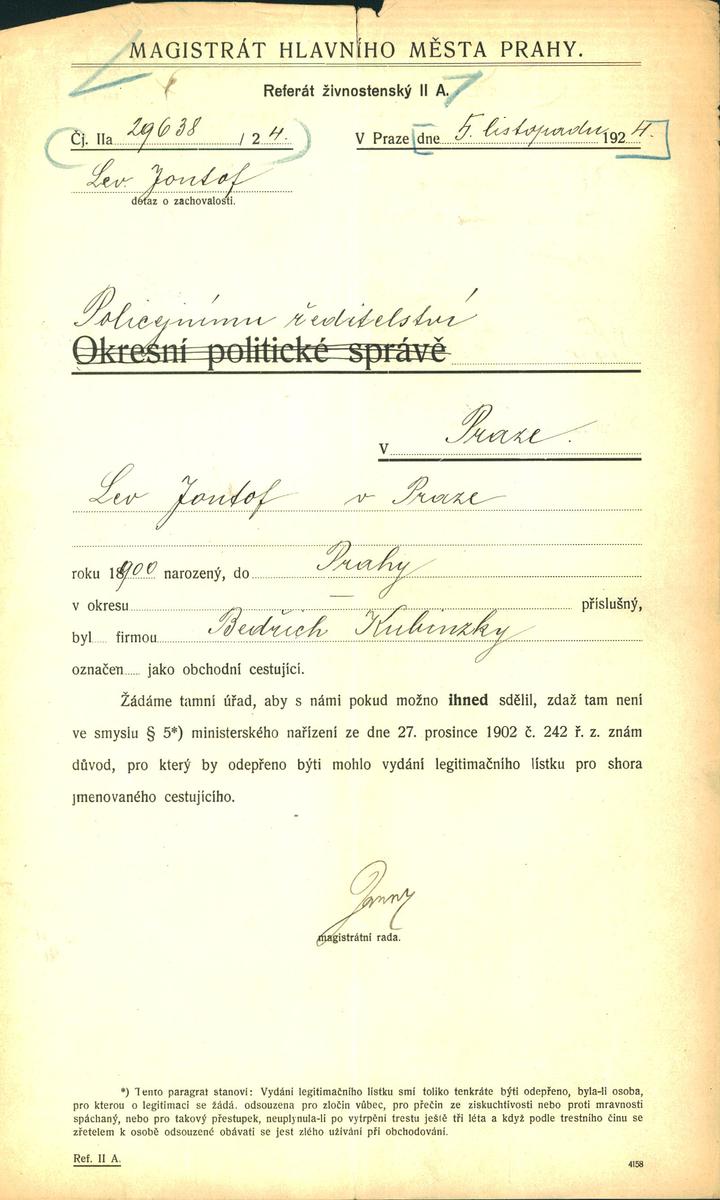 MAGISTRÁT HLAVNÍHO MĚSTA PRAHY.
Referát živnostenský II A.
Čj. IIa 29638 / 24.
V Praze dne 5. listopadu 1924.
Lev Jontof
dotaz o zachovalosti.
Policejnímu ředitelství
Okresní politické správě
v Praze.
Lev Jontof v Praze
roku 18900 narozený, do Prahy
v okresu — příslušný,
byl firmou Bedřich Kubinzky
označen jako obchodní cestující.
Žádáme tamní úřad, aby s námi pokud možno ihned sdělil, zdaž tam není
ve smyslu § 5*) ministerského nařízení ze dne 27. prosince 1902 č. 242 ř. z. znám
důvod, pro který by odepřeno býti mohlo vydání legitimačního lístku pro shora
jmenovaného cestujícího.
magistrátní rada.
*) Tento paragraf stanoví: Vydání legitimačního lístku smí toliko tenkráte býti odepřeno, byla-li osoba,
pro kterou o legitimaci se žádá, odsouzena pro zločin vůbec, pro přečin ze ziskuchtivosti nebo proti mravnosti
spáchaný, nebo pro takový přestupek, neuplynula-li po vytrpění trestu ještě tři léta a když podle trestního činu se
zřetelem k osobě odsouzené obávati se jest zlého užívání při obchodování.
Ref. II A.
4158